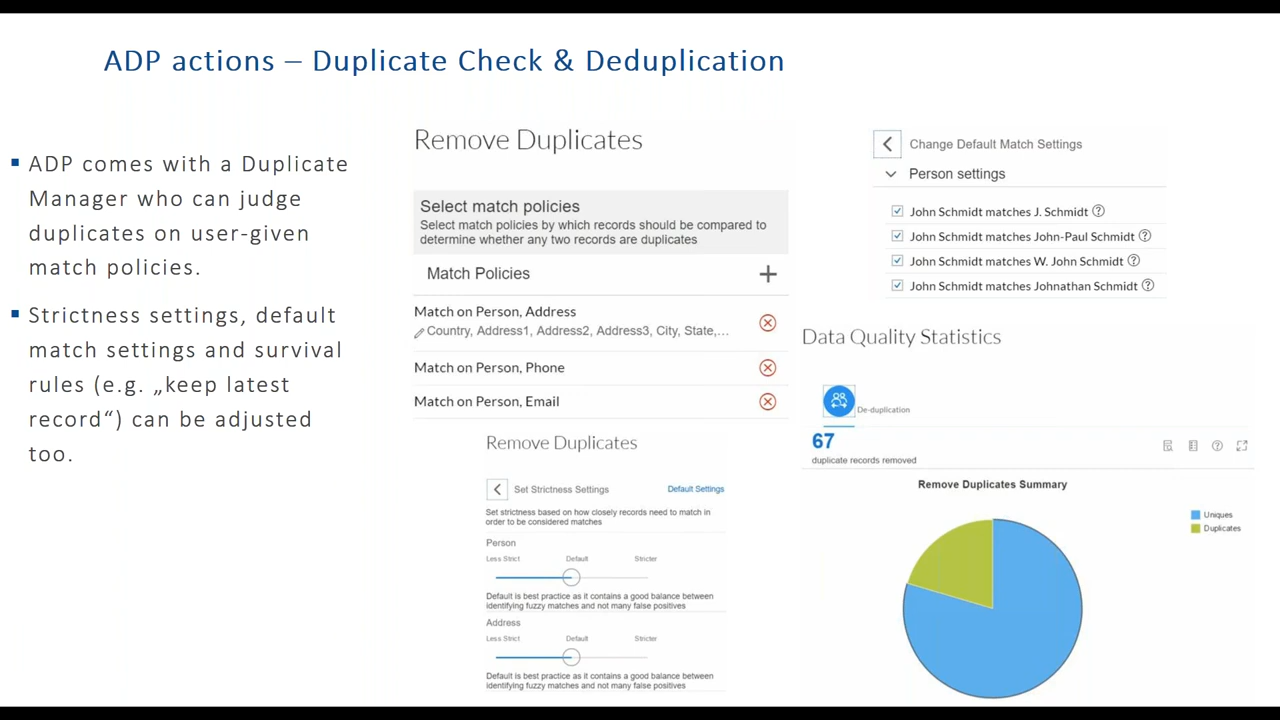 ADP actions – Duplicate Check & Deduplication
ADP comes with a Duplicate
Manager who can judge
duplicates on user-given
match policies.
Strictness settings, default
match settings and survival
rules (e.g. „keep latest
record“) can be adjusted
too.
Remove Duplicates
Select match policies
Select match policies by which records should be compared to
determine whether any two records are duplicates
Match Policies
Match on Person, Address
Country, Address1, Address2, Address3, City, State,...
Match on Person, Phone
Match on Person, Email
Remove Duplicates
Set Strictness Settings
Default Settings
Set strictness based on how closely records need to match in
order to be considered matches
Person
Less Strict Default Stricter
Default is best practice as it contains a good balance between
identifying fuzzy matches and not many false positives
Address
Less Strict Default Stricter
Default is best practice as it contains a good balance between
identifying fuzzy matches and not many false positives
Change Default Match Settings
Person settings
John Schmidt matches J. Schmidt
John Schmidt matches John-Paul Schmidt
John Schmidt matches W. John Schmidt
John Schmidt matches Johnathan Schmidt
Data Quality Statistics
De-duplication
67
duplicate records removed
Remove Duplicates Summary
Uniques
Duplicates